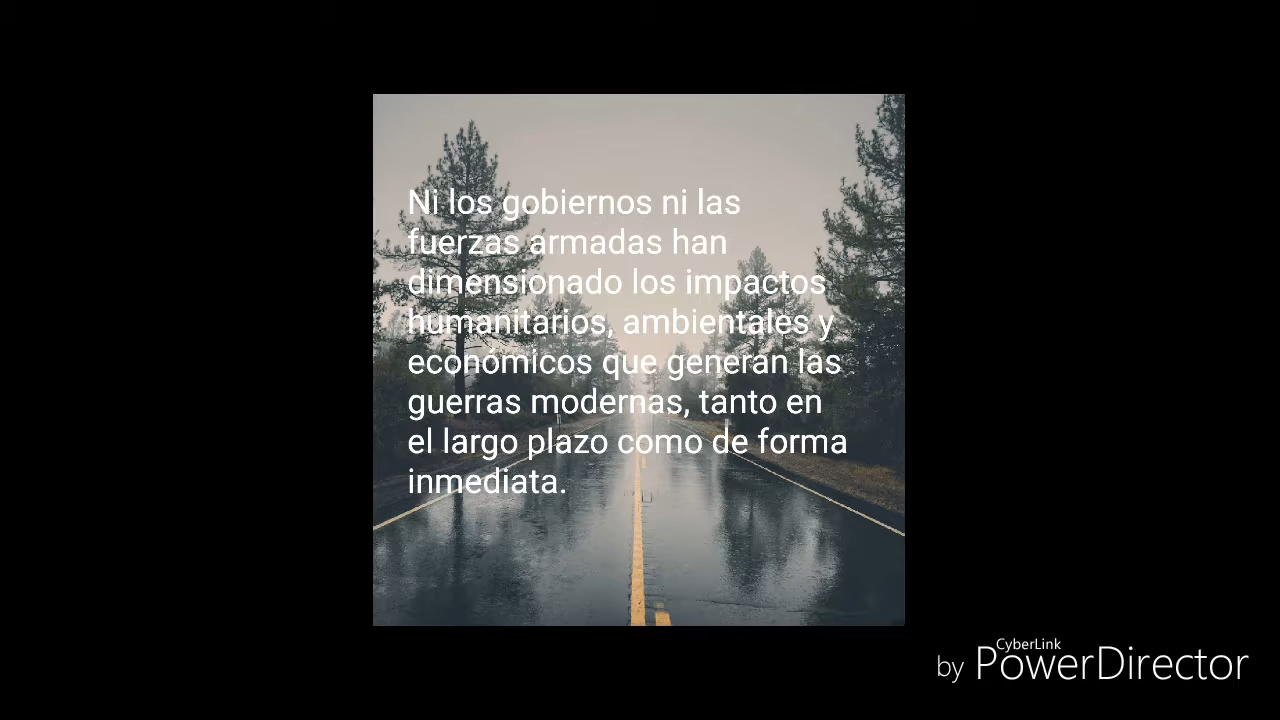 Ni los gobiernos ni las
fuerzas armadas han
dimensionado los impactos
humanitarios, ambientales y
económicos que generan las
guerras modernas, tanto en
el largo plazo como de forma
inmediata.
CyberLink
by PowerDirector